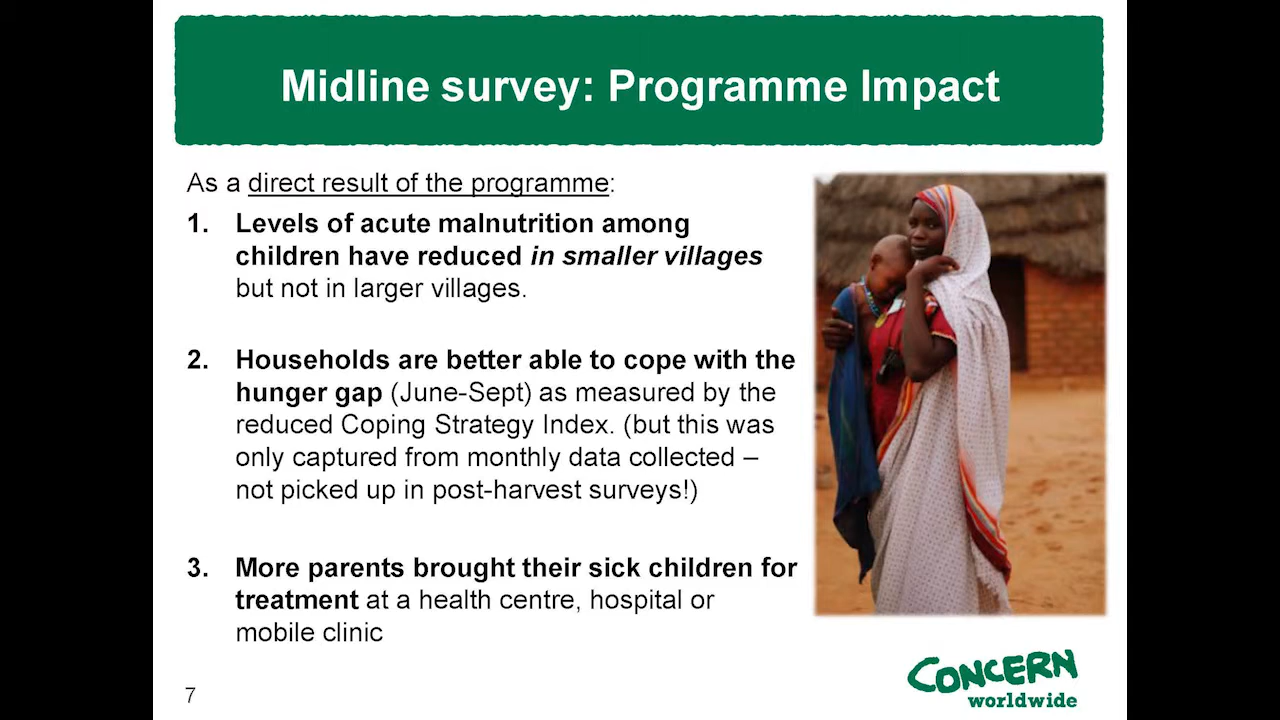 Midline survey: Programme Impact
As a direct result of the programme:
1. Levels of acute malnutrition among
children have reduced in smaller villages
but not in larger villages.
2. Households are better able to cope with the
hunger gap (June-Sept) as measured by the
reduced Coping Strategy Index. (but this was
only captured from monthly data collected –
not picked up in post-harvest surveys!)
3. More parents brought their sick children for
treatment at a health centre, hospital or
mobile clinic
7
CONCERN
worldwide